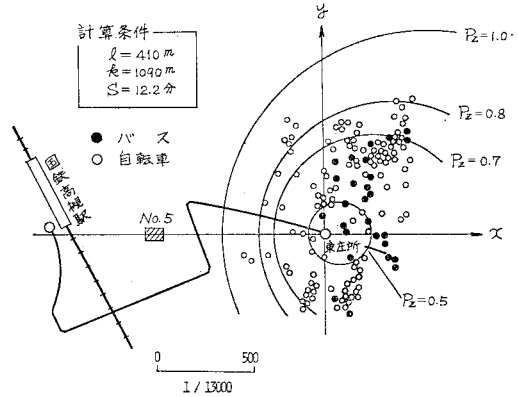 計算条件
l = 410 m
k = 1090 m
S = 12.2 分
● バス
○ 自転車
国鉄高槻駅
No.5
東庄所
y
x
Pz=1.0
Pz=0.8
Pz=0.7
Pz=0.5
0 500
1/13000